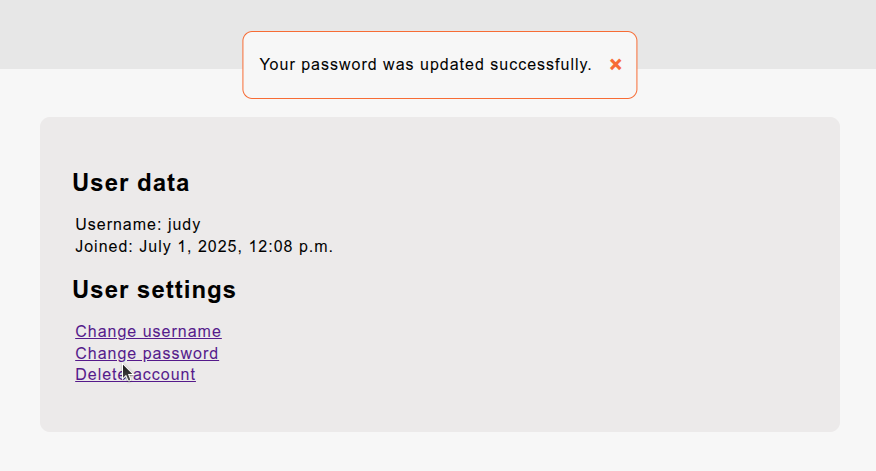 Your password was updated successfully.
User data
Username: judy
Joined: July 1, 2025, 12:08 p.m.
User settings
Change username
Change password
Delete account